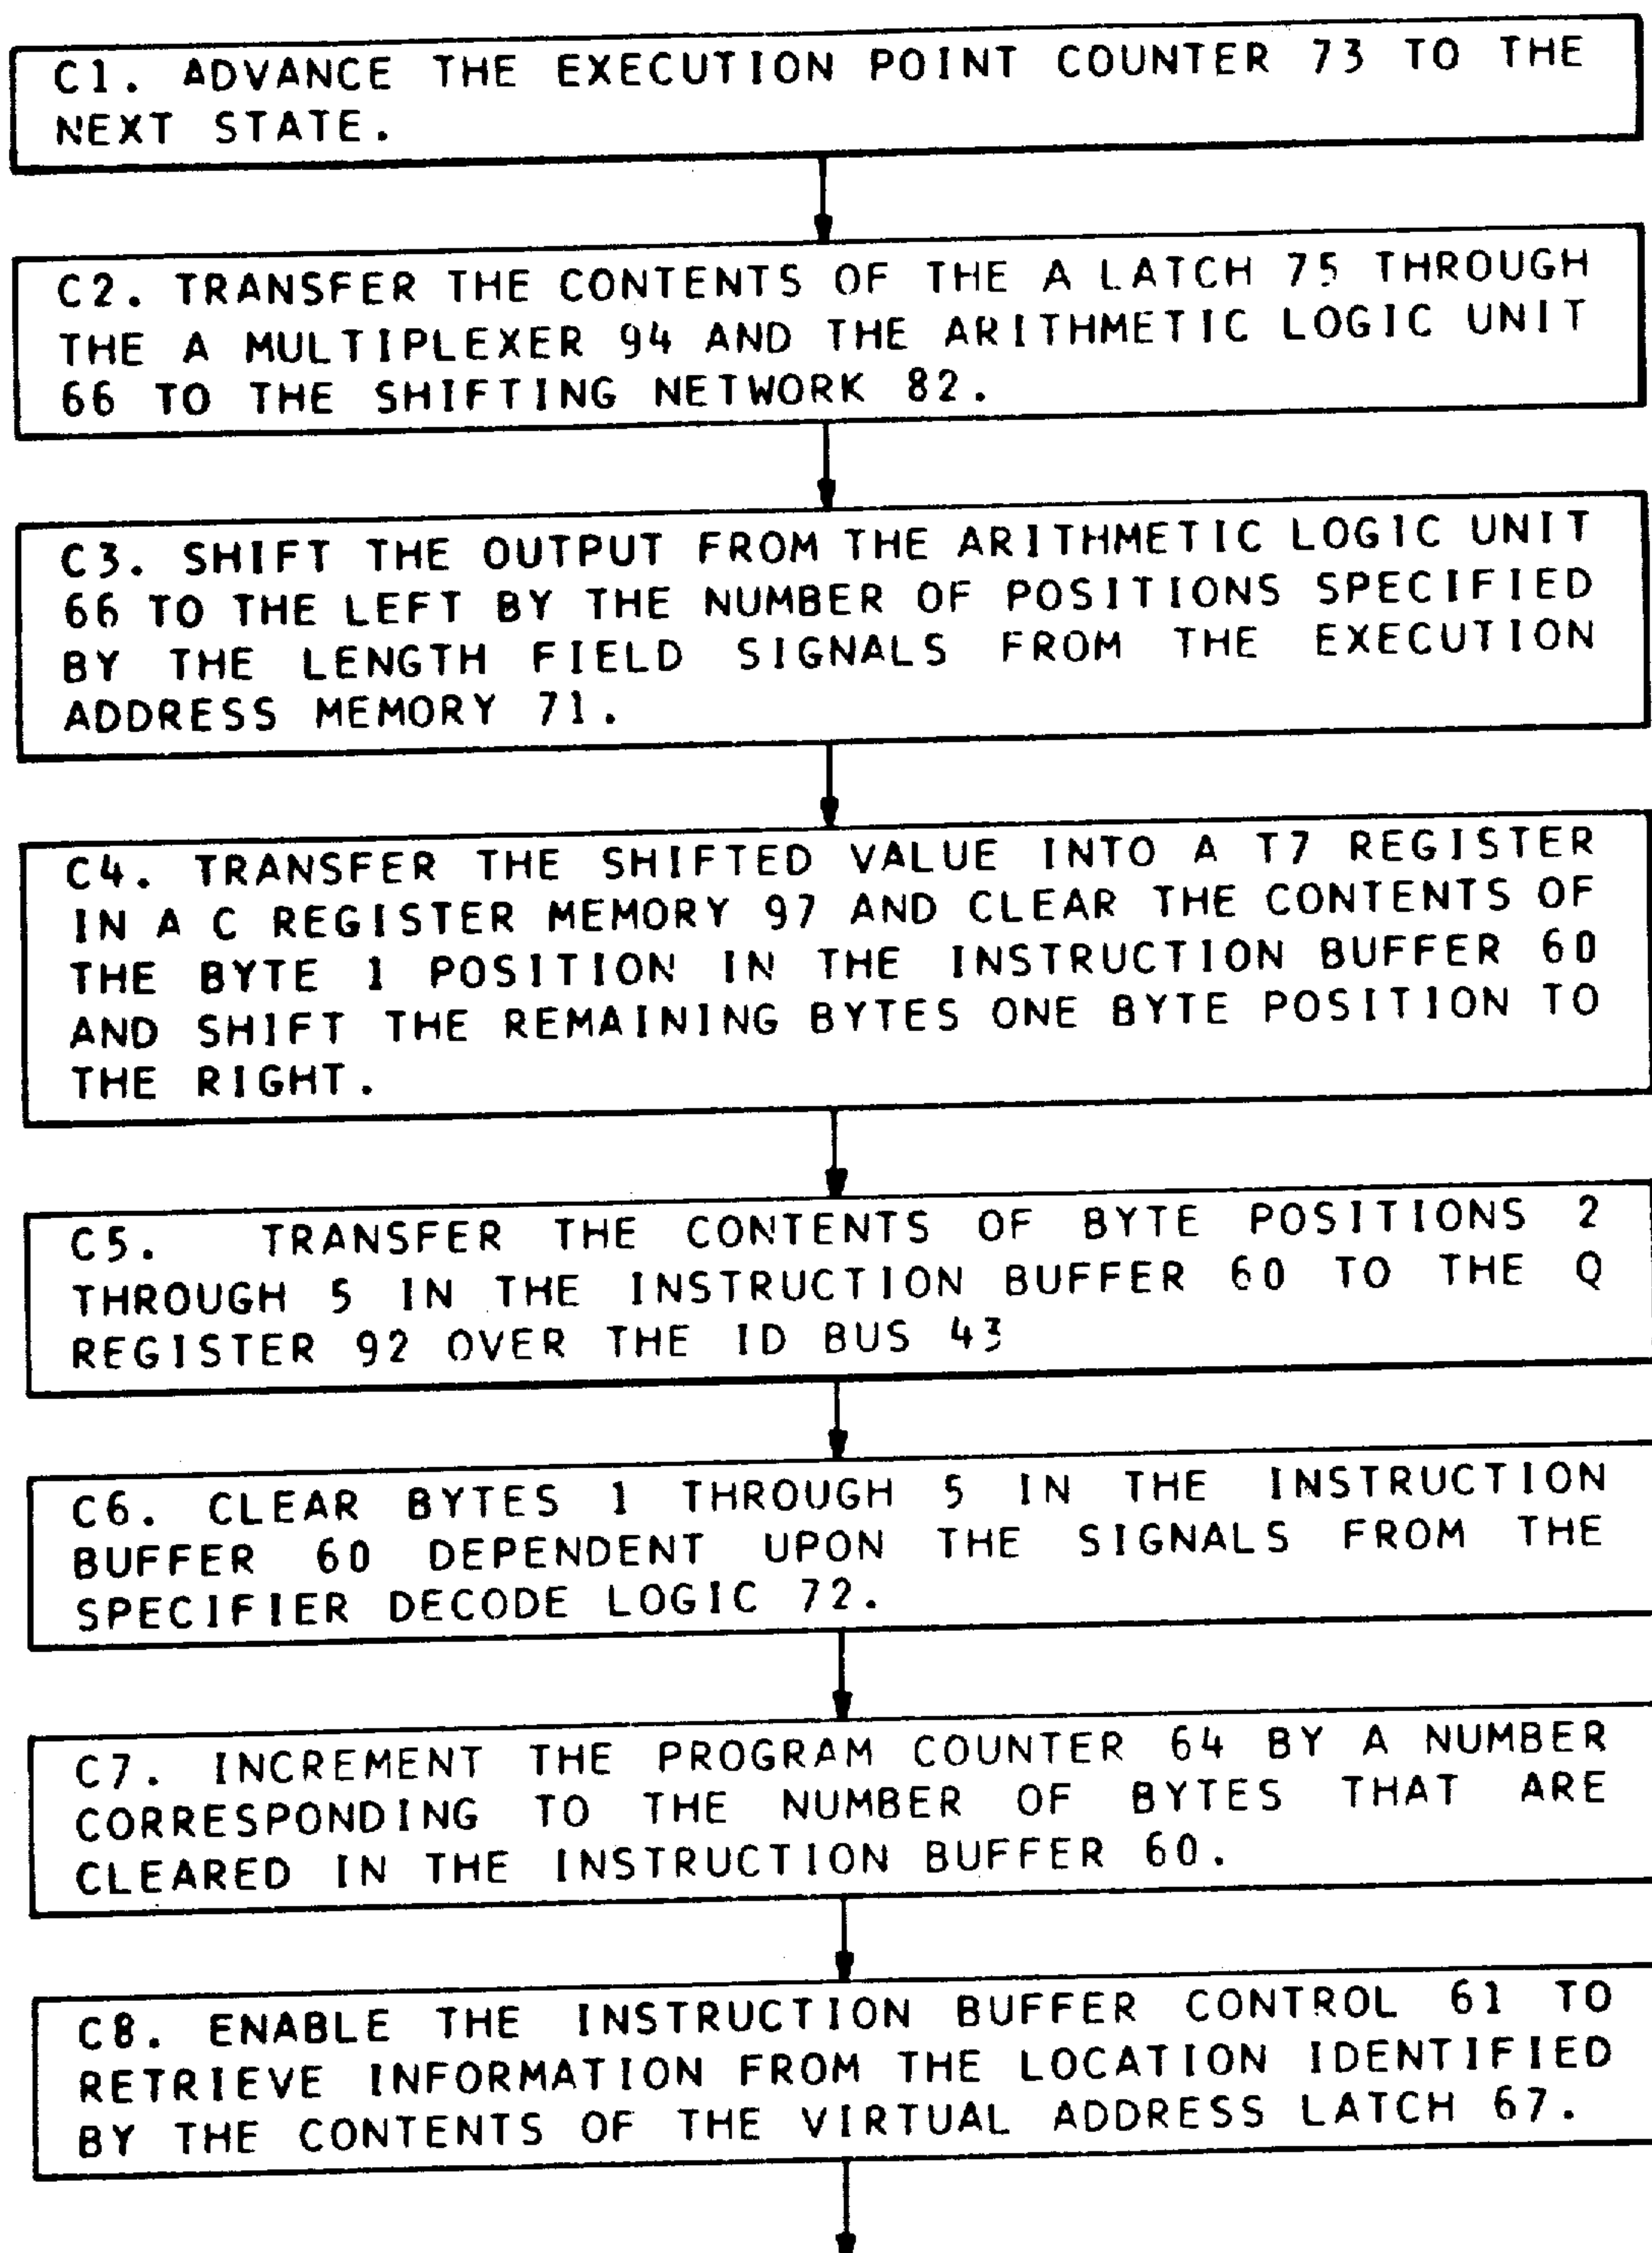 C1. ADVANCE THE EXECUTION POINT COUNTER 73 TO THE
NEXT STATE.
C2. TRANSFER THE CONTENTS OF THE A LATCH 75 THROUGH
THE A MULTIPLEXER 94 AND THE ARITHMETIC LOGIC UNIT
66 TO THE SHIFTING NETWORK 82.
C3. SHIFT THE OUTPUT FROM THE ARITHMETIC LOGIC UNIT
66 TO THE LEFT BY THE NUMBER OF POSITIONS SPECIFIED
BY THE LENGTH FIELD SIGNALS FROM THE EXECUTION
ADDRESS MEMORY 71.
C4. TRANSFER THE SHIFTED VALUE INTO A T7 REGISTER
IN A C REGISTER MEMORY 97 AND CLEAR THE CONTENTS OF
THE BYTE 1 POSITION IN THE INSTRUCTION BUFFER 60
AND SHIFT THE REMAINING BYTES ONE BYTE POSITION TO
THE RIGHT.
C5. TRANSFER THE CONTENTS OF BYTE POSITIONS 2
THROUGH 5 IN THE INSTRUCTION BUFFER 60 TO THE Q
REGISTER 92 OVER THE ID BUS 43
C6. CLEAR BYTES 1 THROUGH 5 IN THE INSTRUCTION
BUFFER 60 DEPENDENT UPON THE SIGNALS FROM THE
SPECIFIER DECODE LOGIC 72.
C7. INCREMENT THE PROGRAM COUNTER 64 BY A NUMBER
CORRESPONDING TO THE NUMBER OF BYTES THAT ARE
CLEARED IN THE INSTRUCTION BUFFER 60.
C8. ENABLE THE INSTRUCTION BUFFER CONTROL 61 TO
RETRIEVE INFORMATION FROM THE LOCATION IDENTIFIED
BY THE CONTENTS OF THE VIRTUAL ADDRESS LATCH 67.